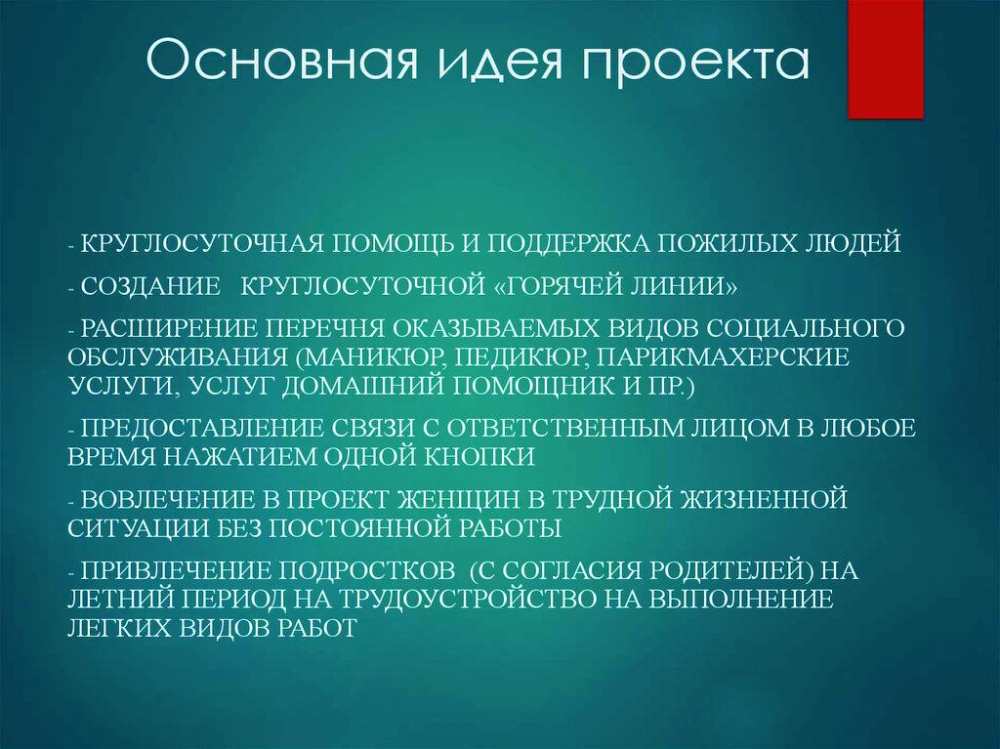 Основная идея проекта
- КРУГЛОСУТОЧНАЯ ПОМОЩЬ И ПОДДЕРЖКА ПОЖИЛЫХ ЛЮДЕЙ
- СОЗДАНИЕ КРУГЛОСУТОЧНОЙ «ГОРЯЧЕЙ ЛИНИИ»
- РАСШИРЕНИЕ ПЕРЕЧНЯ ОКАЗЫВАЕМЫХ ВИДОВ СОЦИАЛЬНОГО
ОБСЛУЖИВАНИЯ (МАНИКЮР, ПЕДИКЮР, ПАРИКМАХЕРСКИЕ
УСЛУГИ, УСЛУГ ДОМАШНИЙ ПОМОЩНИК И ПР.)
- ПРЕДОСТАВЛЕНИЕ СВЯЗИ С ОТВЕТСТВЕННЫМ ЛИЦОМ В ЛЮБОЕ
ВРЕМЯ НАЖАТИЕМ ОДНОЙ КНОПКИ
- ВОВЛЕЧЕНИЕ В ПРОЕКТ ЖЕНЩИН В ТРУДНОЙ ЖИЗНЕННОЙ
СИТУАЦИИ БЕЗ ПОСТОЯННОЙ РАБОТЫ
- ПРИВЛЕЧЕНИЕ ПОДРОСТКОВ (С СОГЛАСИЯ РОДИТЕЛЕЙ) НА
ЛЕТНИЙ ПЕРИОД НА ТРУДОУСТРОЙСТВО НА ВЫПОЛНЕНИЕ
ЛЕГКИХ ВИДОВ РАБОТ